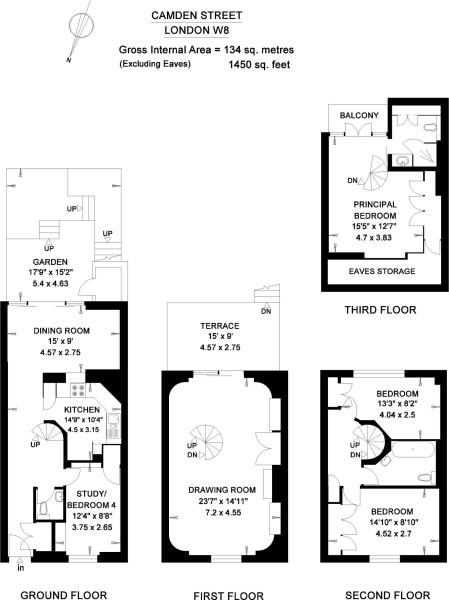 CAMDEN STREET
LONDON W8
Gross Internal Area = 134 sq. metres
(Excluding Eaves) 1450 sq. feet
N
BALCONY
DN
PRINCIPAL
BEDROOM
15'5" x 12'7"
4.7 x 3.83
EAVES STORAGE
THIRD FLOOR
UP
UP
UP
GARDEN
17'9" x 15'2"
5.4 x 4.63
DINING ROOM
15' x 9'
4.57 x 2.75
KITCHEN
14'9" x 10'4"
4.5 x 3.15
UP
STUDY/
BEDROOM 4
12'4" x 8'8"
3.75 x 2.65
in
GROUND FLOOR
DN
TERRACE
15' x 9'
4.57 x 2.75
UP
DN
DRAWING ROOM
23'7" x 14'11"
7.2 x 4.55
FIRST FLOOR
BEDROOM
13'3" x 8'2"
4.04 x 2.5
UP
DN
BEDROOM
14'10" x 8'10"
4.52 x 2.7
SECOND FLOOR